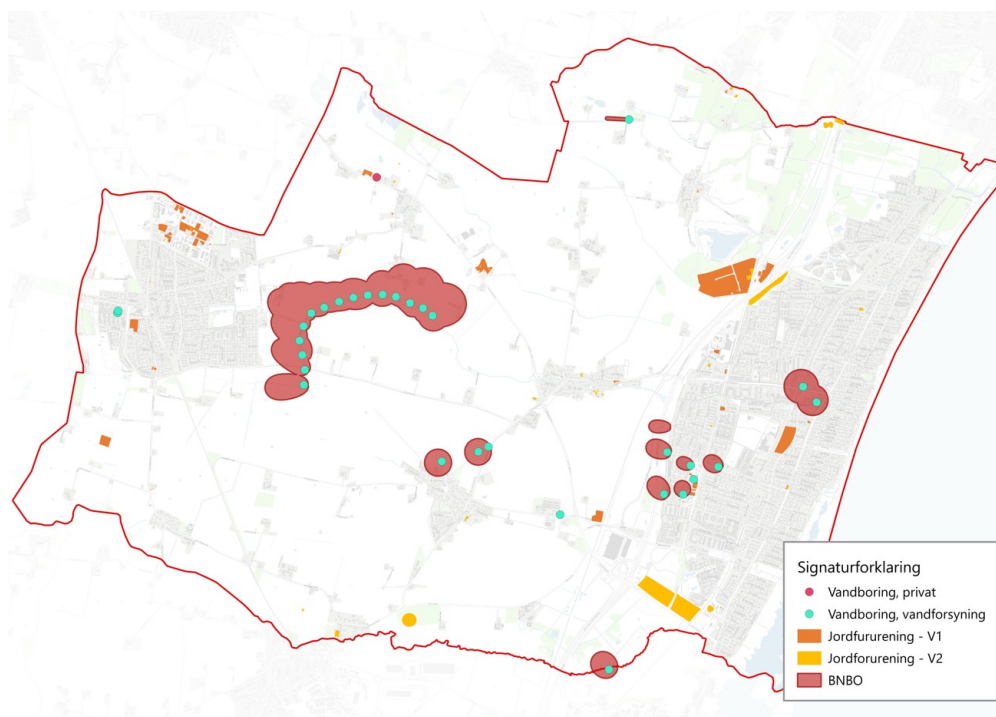 Signaturforklaring
Vandboring, privat
Vandboring, vandforsyning
Jordfururening - V1
Jordforurening - V2
BNBO